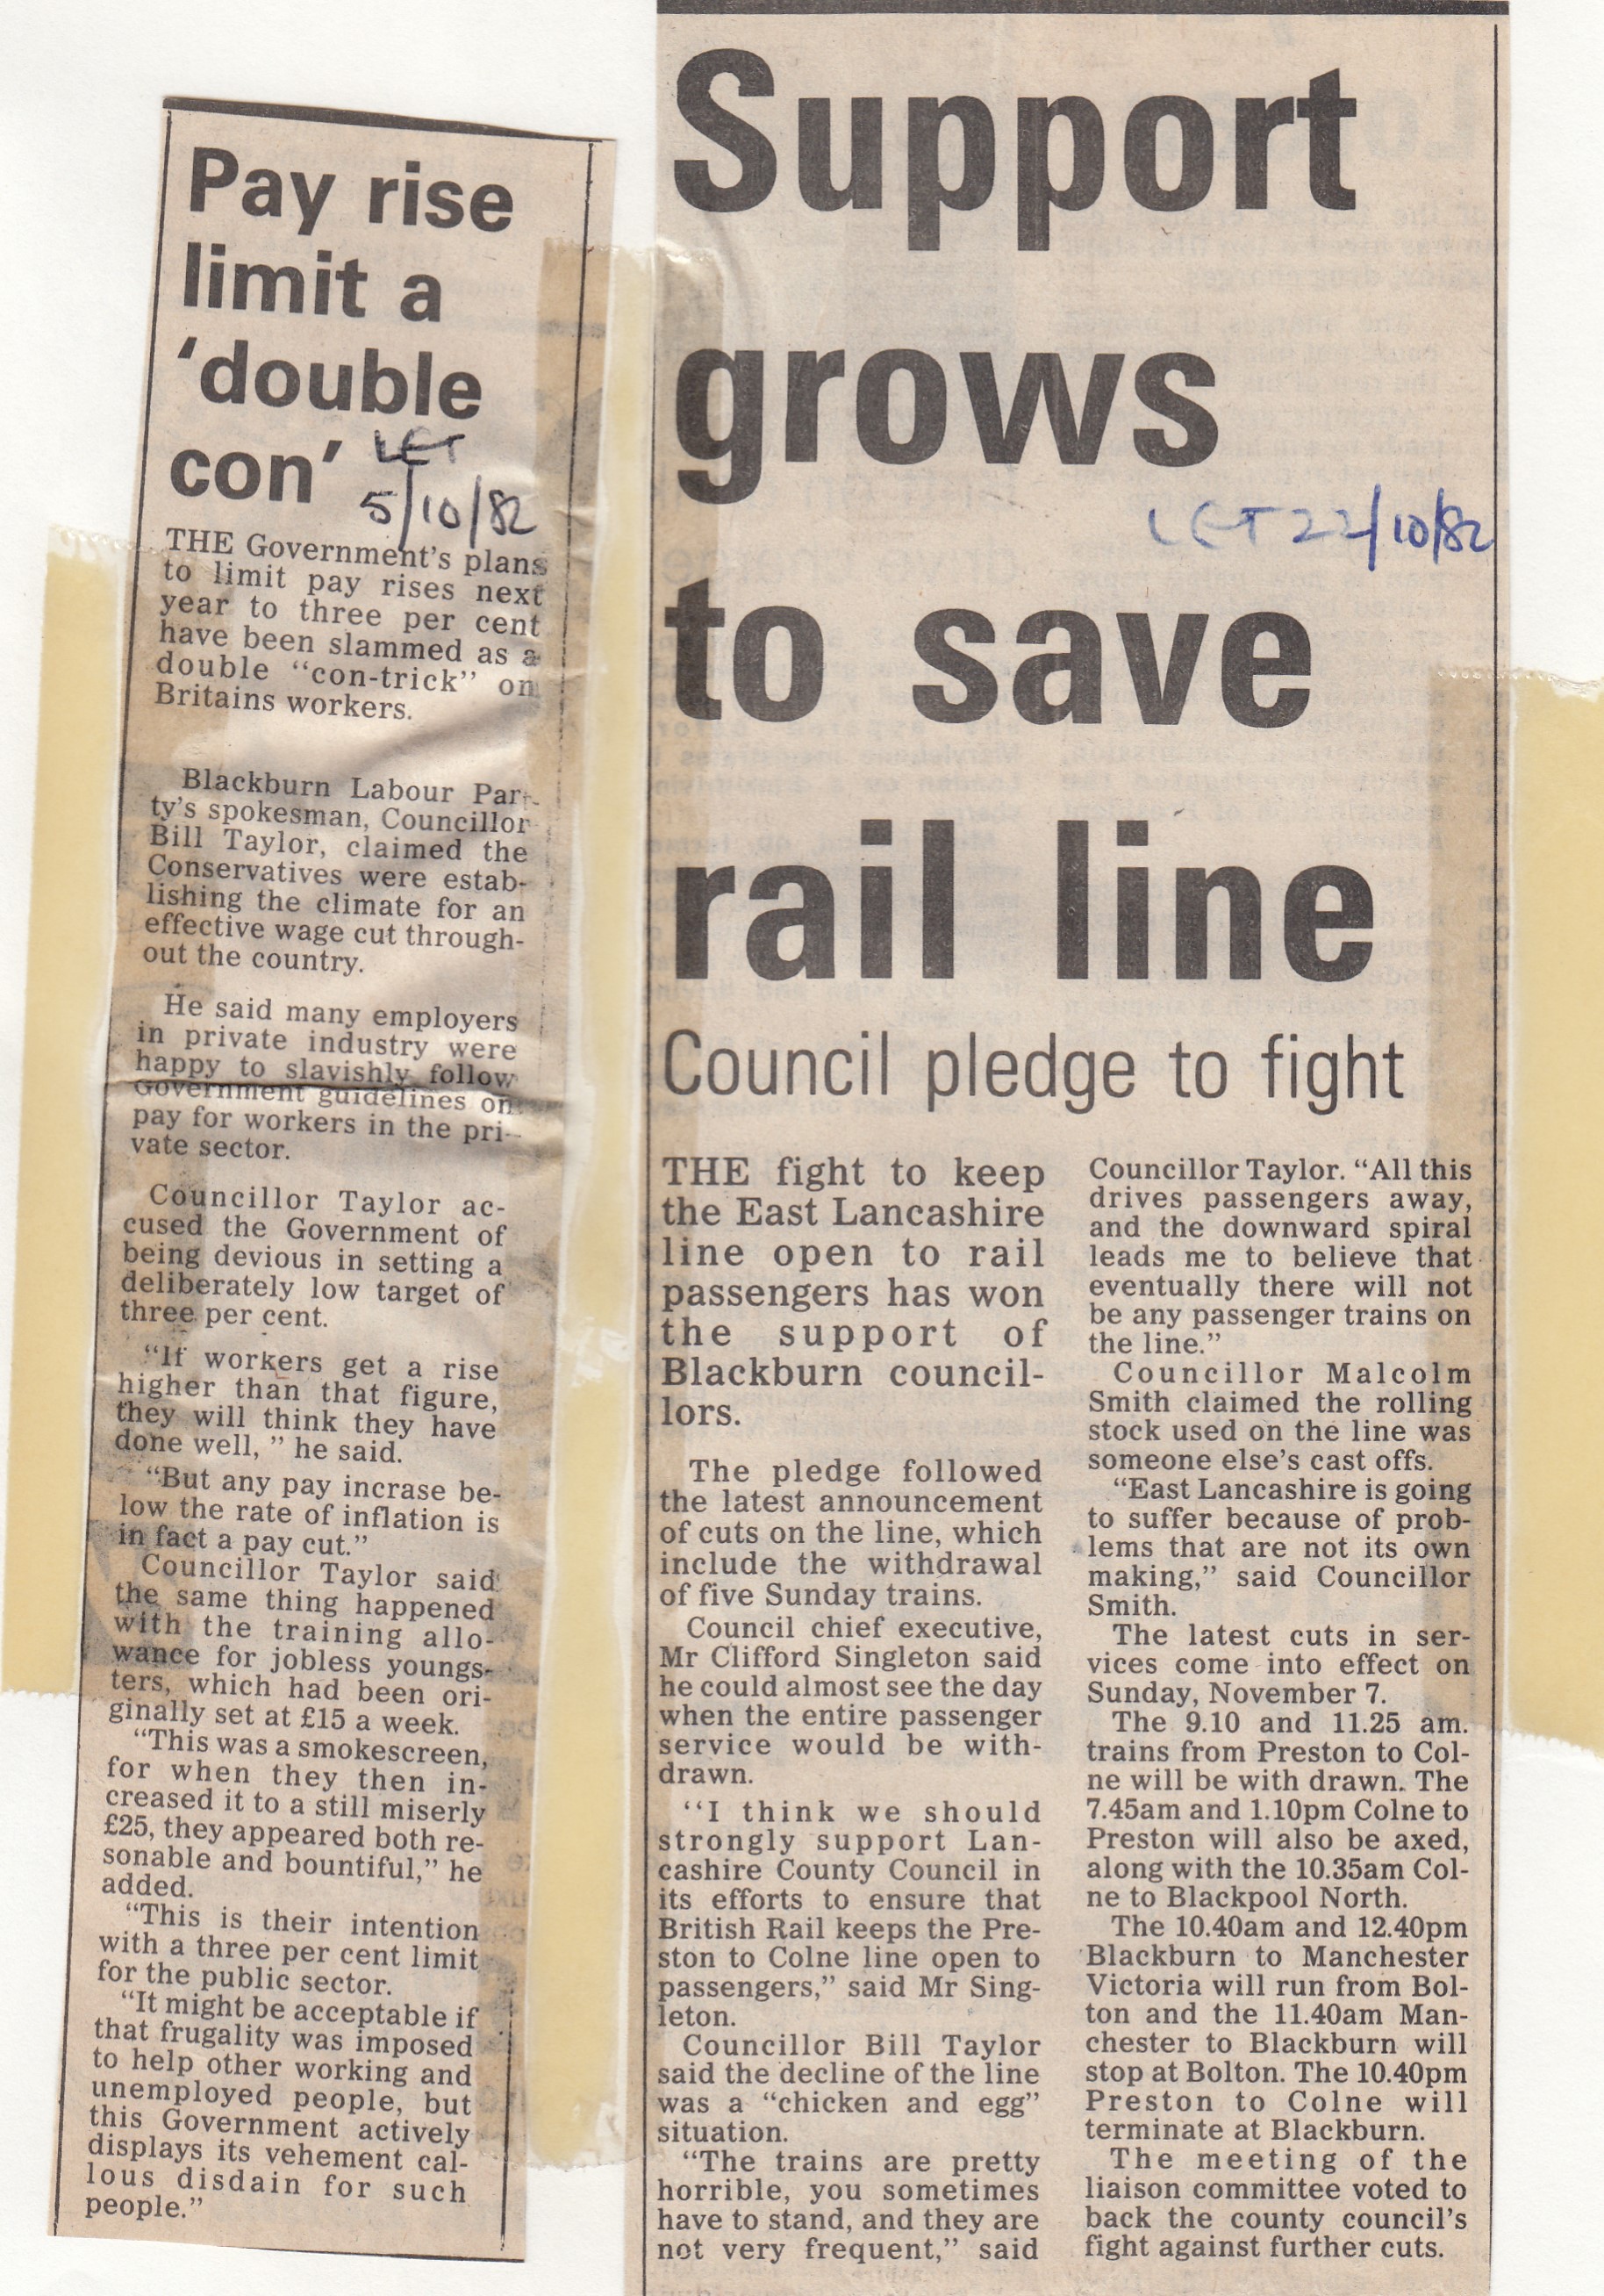 Pay rise
limit a
‘double
con’
LET
5/10/82
THE Government's plans
to limit pay rises next
year to three per cent
have been slammed as a
double “con-trick” on
Britains workers.
Blackburn Labour Par-
ty's spokesman, Councillor
Bill Taylor, claimed the
Conservatives were estab-
lishing the climate for an
effective wage cut through-
out the country.
He said many employers
in private industry were
happy to slavishly follow
Government guidelines on
pay for workers in the pri-
vate sector.
Councillor Taylor ac-
cused the Government of
being devious in setting a
deliberately low target of
three per cent.
“If workers get a rise
higher than that figure,
they will think they have
done well, ” he said.
“But any pay incrase be-
low the rate of inflation is
in fact a pay cut.”
Councillor Taylor said
the same thing happened
with the training allo-
wance for jobless youngs-
ters, which had been ori-
ginally set at £15 a week.
“This was a smokescreen,
for when they then in-
creased it to a still miserly
£25, they appeared both re-
sonable and bountiful,” he
added.
“This is their intention
with a three per cent limit
for the public sector.
“It might be acceptable if
that frugality was imposed
to help other working and
unemployed people, but
this Government actively
displays its vehement cal-
lous disdain for such
people.”
Support
grows
to save
rail line
LET 22/10/82
Council pledge to fight
THE fight to keep
the East Lancashire
line open to rail
passengers has won
the support of
Blackburn council-
lors.
The pledge followed
the latest announcement
of cuts on the line, which
include the withdrawal
of five Sunday trains.
Council chief executive,
Mr Clifford Singleton said
he could almost see the day
when the entire passenger
service would be with-
drawn.
“I think we should
strongly support Lan-
cashire County Council in
its efforts to ensure that
British Rail keeps the Pre-
ston to Colne line open to
passengers,” said Mr Sing-
leton.
Councillor Bill Taylor
said the decline of the line
was a “chicken and egg”
situation.
“The trains are pretty
horrible, you sometimes
have to stand, and they are
not very frequent,” said
Councillor Taylor. “All this
drives passengers away,
and the downward spiral
leads me to believe that
eventually there will not
be any passenger trains on
the line.”
Councillor Malcolm
Smith claimed the rolling
stock used on the line was
someone else's cast offs.
“East Lancashire is going
to suffer because of prob-
lems that are not its own
making,” said Councillor
Smith.
The latest cuts in ser-
vices come into effect on
Sunday, November 7.
The 9.10 and 11.25 am.
trains from Preston to Col-
ne will be with drawn. The
7.45am and 1.10pm Colne to
Preston will also be axed,
along with the 10.35am Col-
ne to Blackpool North.
The 10.40am and 12.40pm
Blackburn to Manchester
Victoria will run from Bol-
ton and the 11.40am Man-
chester to Blackburn will
stop at Bolton. The 10.40pm
Preston to Colne will
terminate at Blackburn.
The meeting of the
liaison committee voted to
back the county council's
fight against further cuts.